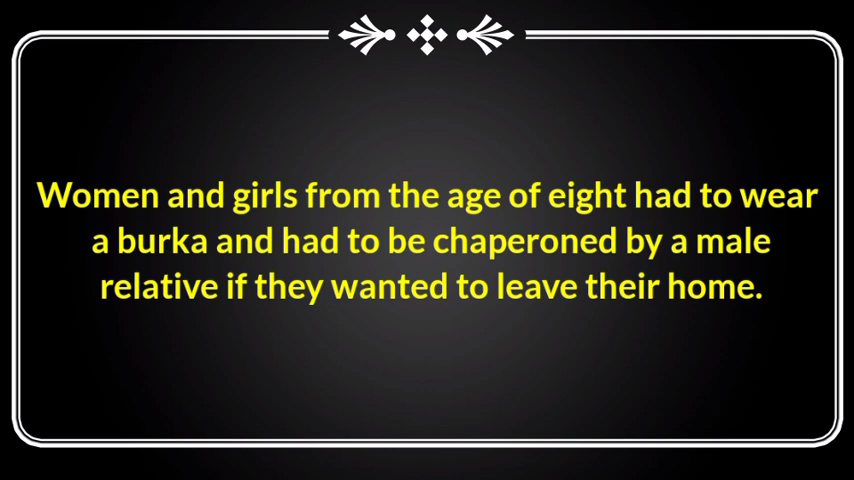 Women and girls from the age of eight had to wear
a burka and had to be chaperoned by a male
relative if they wanted to leave their home.